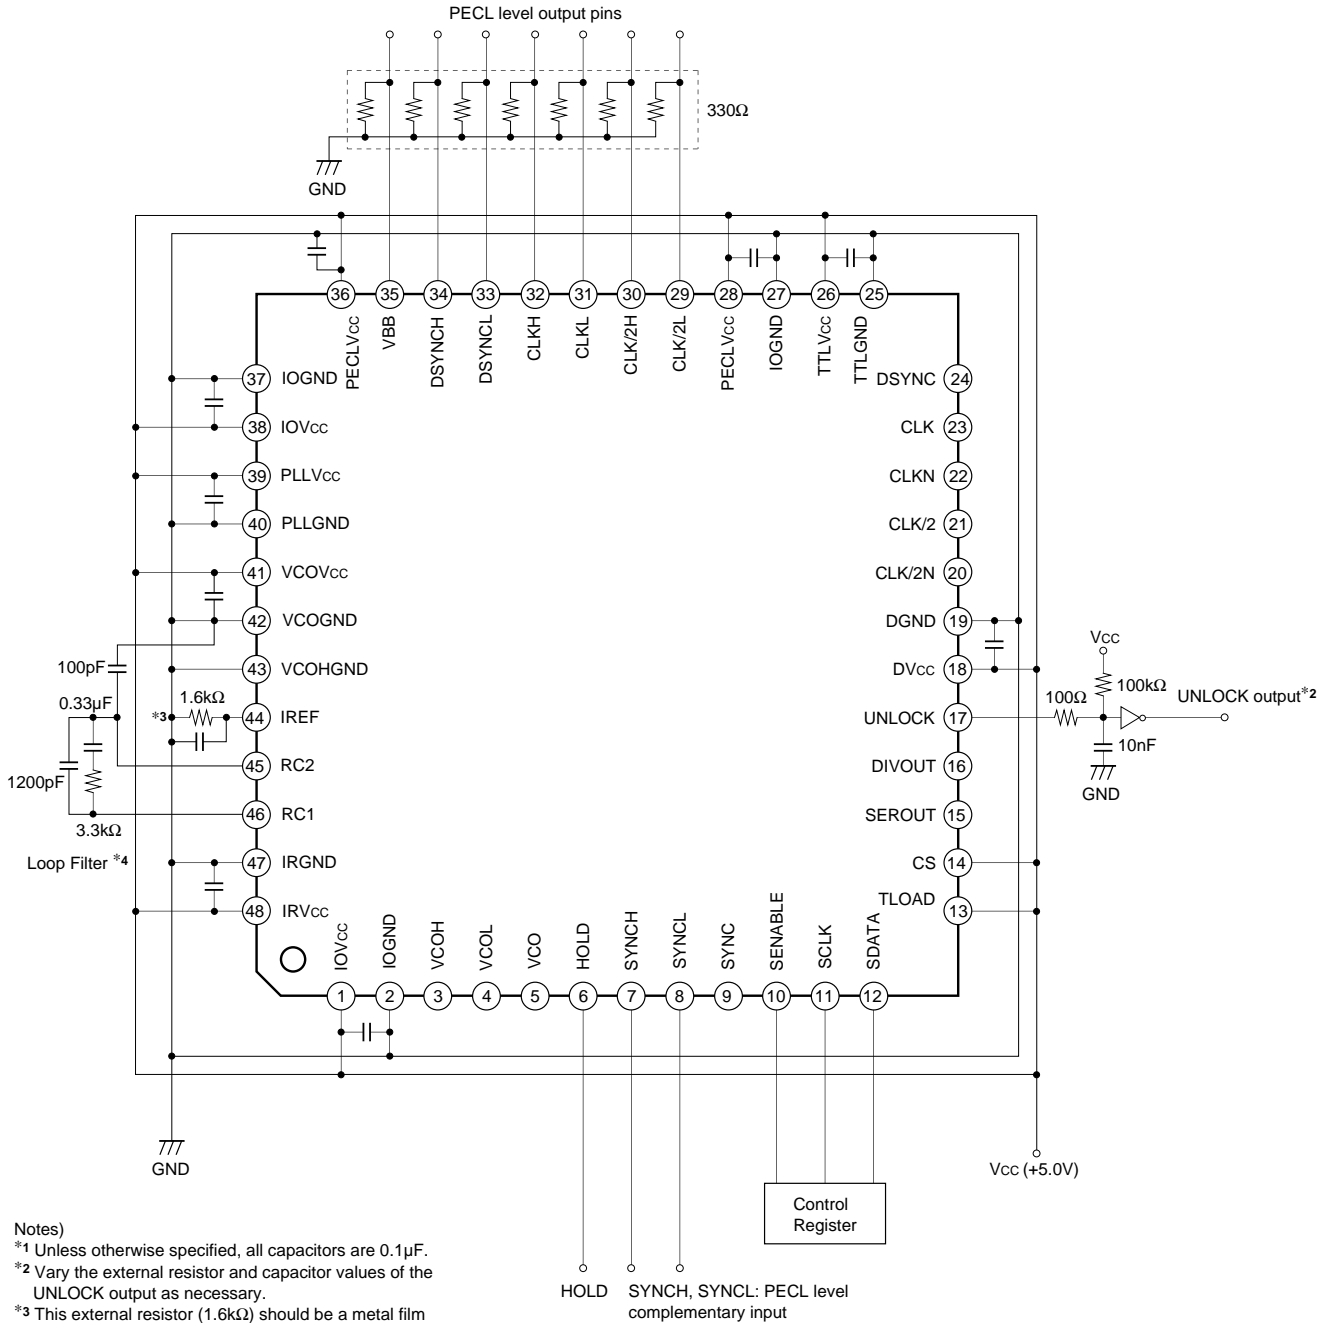 PECL level output pins
330Ω
GND
36 35 34 33 32 31 30 29 28 27 26 25
PECLVCC
VBB
DSYNCH
DSYNCL
CLKH
CLKL
CLK/2H
CLK/2L
PECLVCC
IOGND
TTLVCC
TTLGND
37 IOGND
38 IOVCC
39 PLLVCC
40 PLLGND
41 VCOVCC
42 VCOGND
43 VCOHGND
44 IREF
45 RC2
46 RC1
47 IRGND
48 IRVCC
100pF
0.33µF
*3
1.6kΩ
1200pF
3.3kΩ
Loop Filter *4
DSYNC 24
CLK 23
CLKN 22
CLK/2 21
CLK/2N 20
DGND 19
DVCC 18
UNLOCK 17
DIVOUT 16
SEROUT 15
CS 14
TLOAD 13
VCC
100kΩ
100Ω
UNLOCK output*2
10nF
GND
IOVCC
IOGND
VCOH
VCOL
VCO
HOLD
SYNCH
SYNCL
SYNC
SENABLE
SCLK
SDATA
1 2 3 4 5 6 7 8 9 10 11 12
GND
VCC (+5.0V)
Control
Register
HOLD
SYNCH, SYNCL: PECL level
complementary input
Notes)
*1 Unless otherwise specified, all capacitors are 0.1µF.
*2 Vary the external resistor and capacitor values of the
UNLOCK output as necessary.
*3 This external resistor (1.6kΩ) should be a metal film